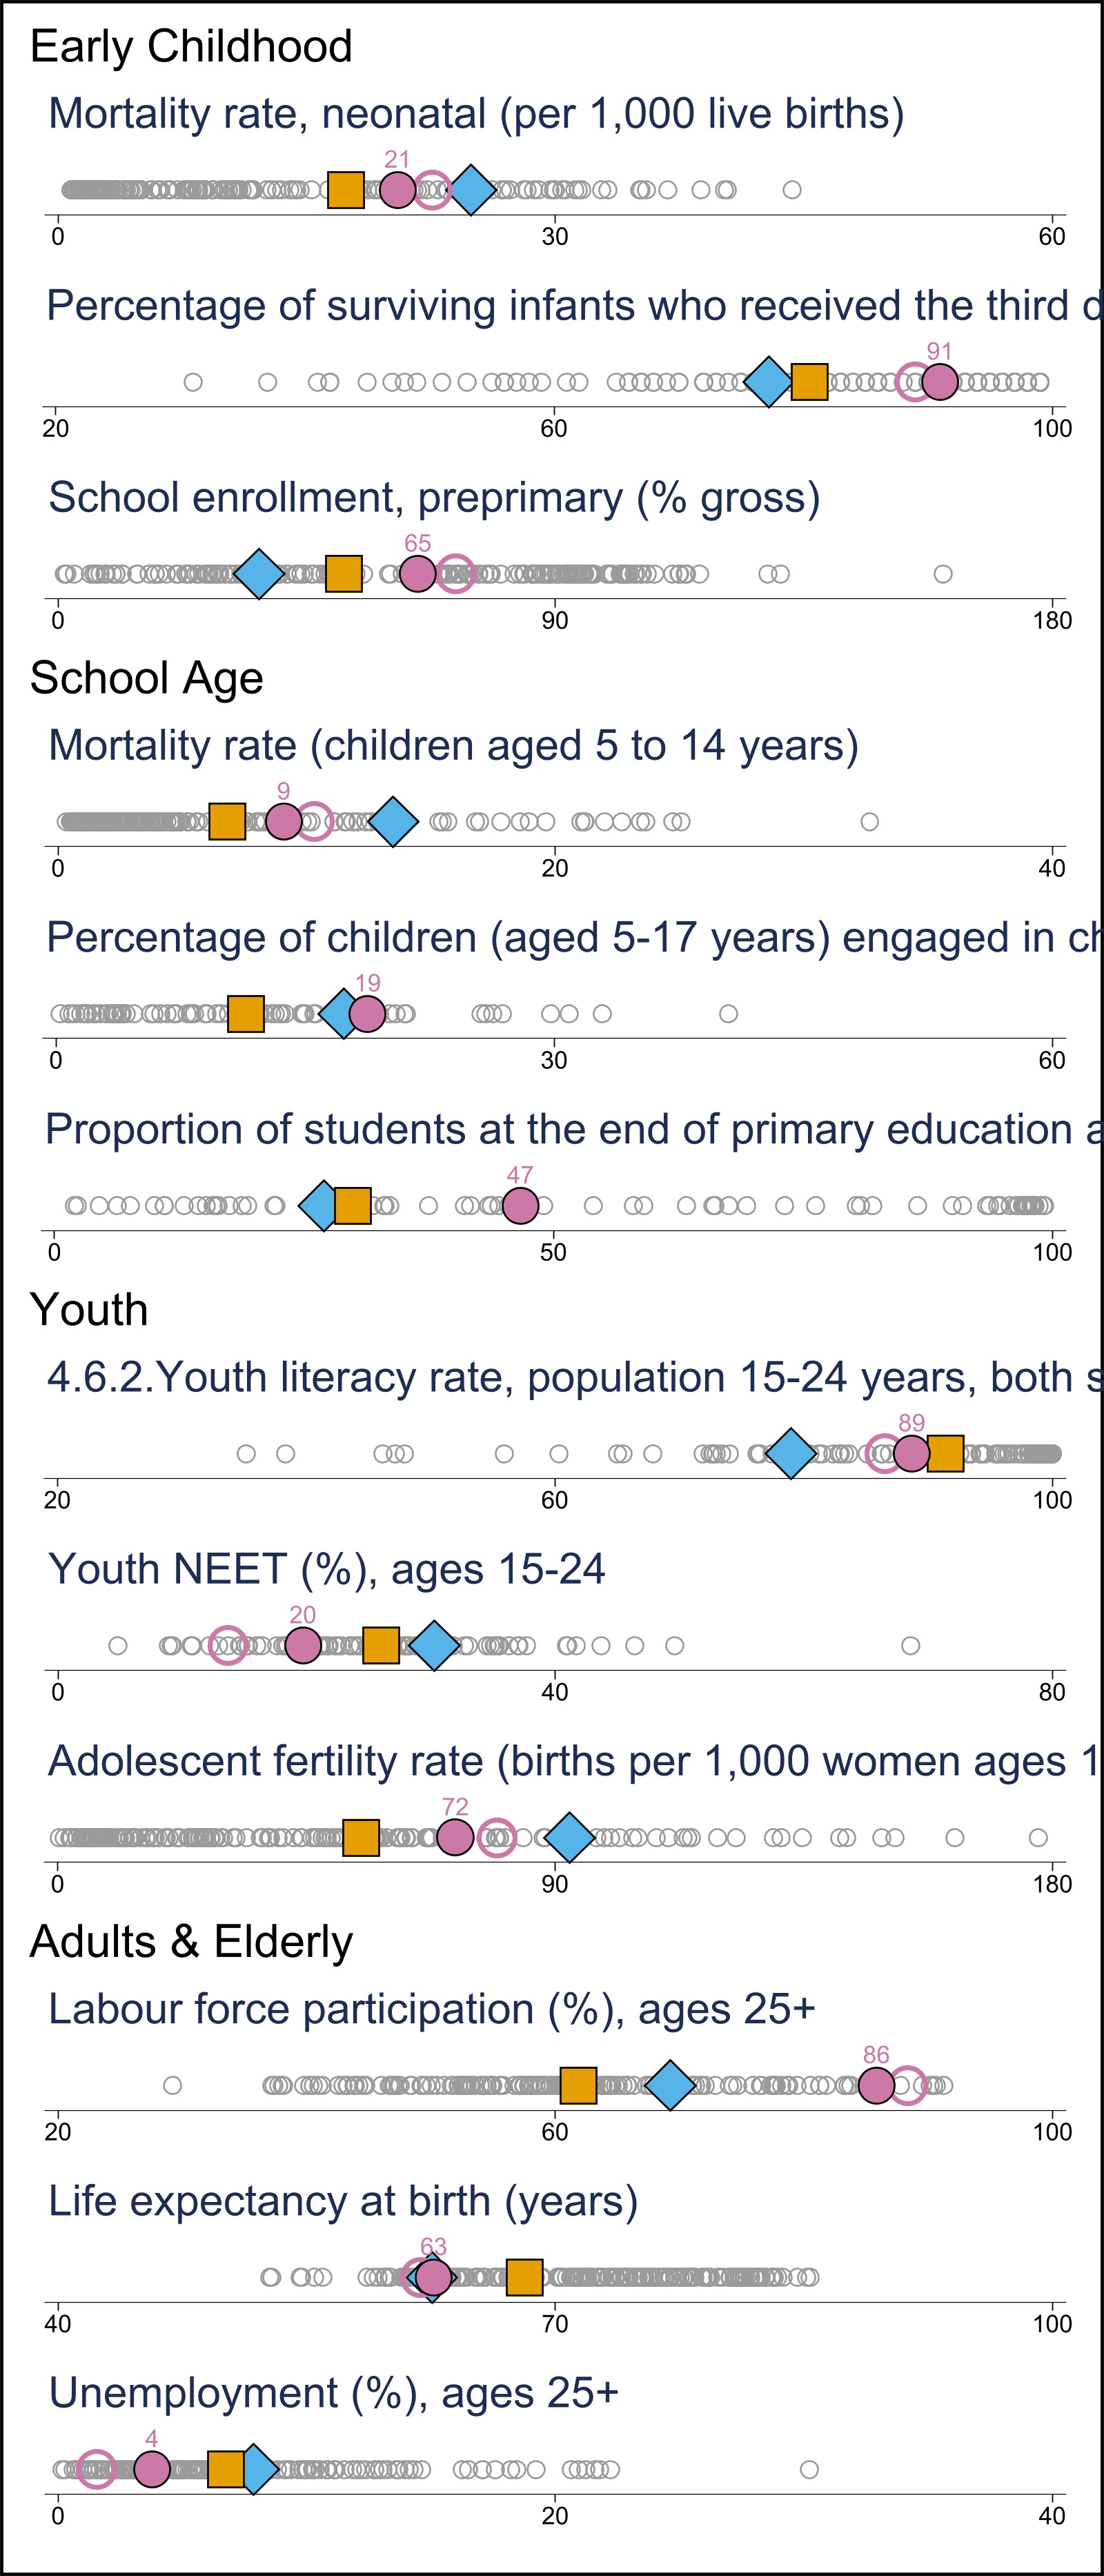 Early Childhood
Mortality rate, neonatal (per 1,000 live births)
21
0 30 60
Percentage of surviving infants who received the third d
91
20 60 100
School enrollment, preprimary (% gross)
65
0 90 180
School Age
Mortality rate (children aged 5 to 14 years)
9
0 20 40
Percentage of children (aged 5-17 years) engaged in ch
19
0 30 60
Proportion of students at the end of primary education a
47
0 50 100
Youth
4.6.2.Youth literacy rate, population 15-24 years, both s
89
20 60 100
Youth NEET (%), ages 15-24
20
0 40 80
Adolescent fertility rate (births per 1,000 women ages 1
72
0 90 180
Adults & Elderly
Labour force participation (%), ages 25+
86
20 60 100
Life expectancy at birth (years)
63
40 70 100
Unemployment (%), ages 25+
4
0 20 40